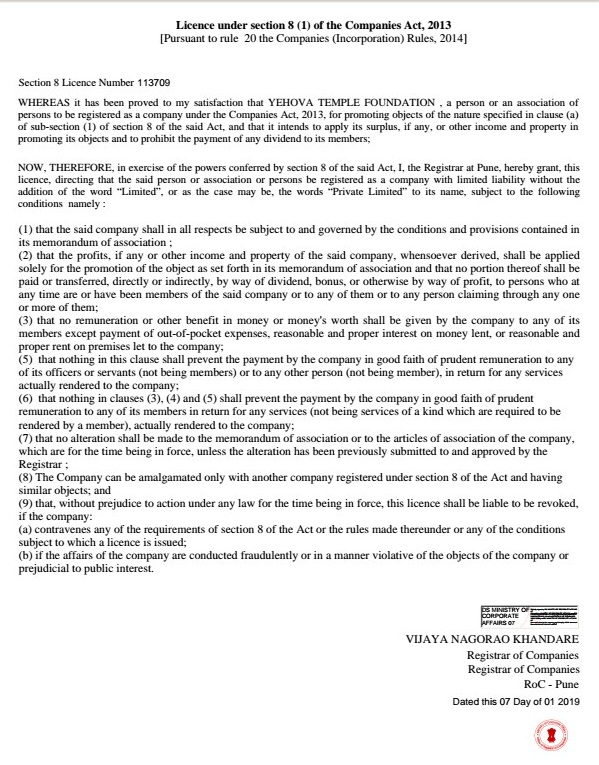 Licence under section 8 (1) of the Companies Act, 2013
[Pursuant to rule 20 the Companies (Incorporation) Rules, 2014]
Section 8 Licence Number 113709
WHEREAS it has been proved to my satisfaction that YEHOVA TEMPLE FOUNDATION , a person or an association of
persons to be registered as a company under the Companies Act, 2013, for promoting objects of the nature specified in clause (a)
of sub-section (1) of section 8 of the said Act, and that it intends to apply its surplus, if any, or other income and property in
promoting its objects and to prohibit the payment of any dividend to its members;
NOW, THEREFORE, in exercise of the powers conferred by section 8 of the said Act, I, the Registrar at Pune, hereby grant, this
licence, directing that the said person or association or persons be registered as a company with limited liability without the
addition of the word “Limited”, or as the case may be, the words “Private Limited” to its name, subject to the following
conditions namely :
(1) that the said company shall in all respects be subject to and governed by the conditions and provisions contained in
its memorandum of association ;
(2) that the profits, if any or other income and property of the said company, whensoever derived, shall be applied
solely for the promotion of the object as set forth in its memorandum of association and that no portion thereof shall be
paid or transferred, directly or indirectly, by way of dividend, bonus, or otherwise by way of profit, to persons who at
any time are or have been members of the said company or to any of them or to any person claiming through any one
or more of them;
(3) that no remuneration or other benefit in money or money's worth shall be given by the company to any of its
members except payment of out-of-pocket expenses, reasonable and proper interest on money lent, or reasonable and
proper rent on premises let to the company;
(5) that nothing in this clause shall prevent the payment by the company in good faith of prudent remuneration to any
of its officers or servants (not being members) or to any other person (not being member), in return for any services
actually rendered to the company;
(6) that nothing in clauses (3), (4) and (5) shall prevent the payment by the company in good faith of prudent
remuneration to any of its members in return for any services (not being services of a kind which are required to be
rendered by a member), actually rendered to the company;
(7) that no alteration shall be made to the memorandum of association or to the articles of association of the company,
which are for the time being in force, unless the alteration has been previously submitted to and approved by the
Registrar ;
(8) The Company can be amalgamated only with another company registered under section 8 of the Act and having
similar objects; and
(9) that, without prejudice to action under any law for the time being in force, this licence shall be liable to be revoked,
if the company:
(a) contravenes any of the requirements of section 8 of the Act or the rules made thereunder or any of the conditions
subject to which a licence is issued;
(b) if the affairs of the company are conducted fraudulently or in a manner violative of the objects of the company or
prejudicial to public interest.
DS MINISTRY OF
CORPORATE
AFFAIRS 07
VIJAYA NAGORAO KHANDARE
Registrar of Companies
Registrar of Companies
RoC - Pune
Dated this 07 Day of 01 2019